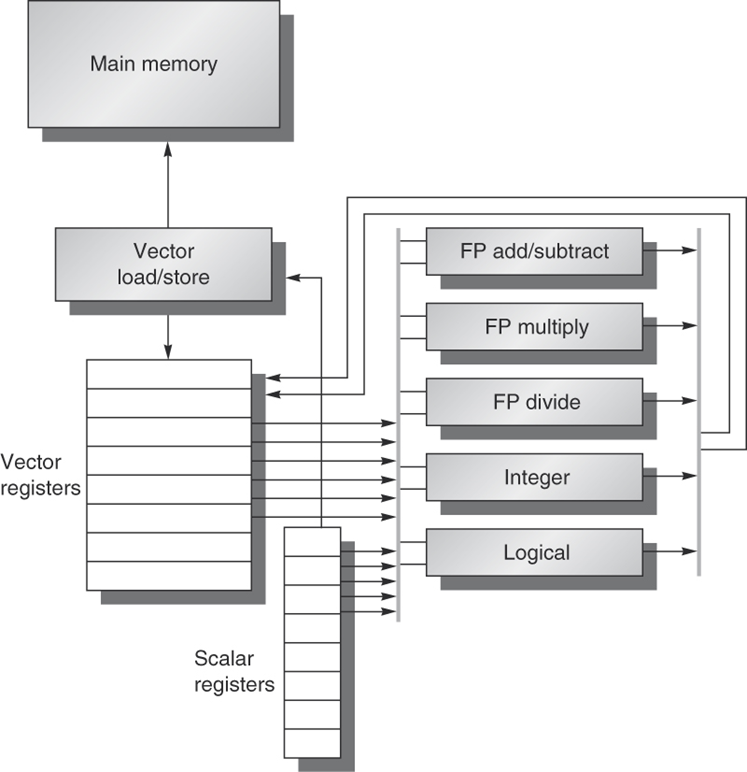 Main memory
Vector
load/store
FP add/subtract
FP multiply
FP divide
Integer
Logical
Vector
registers
Scalar
registers